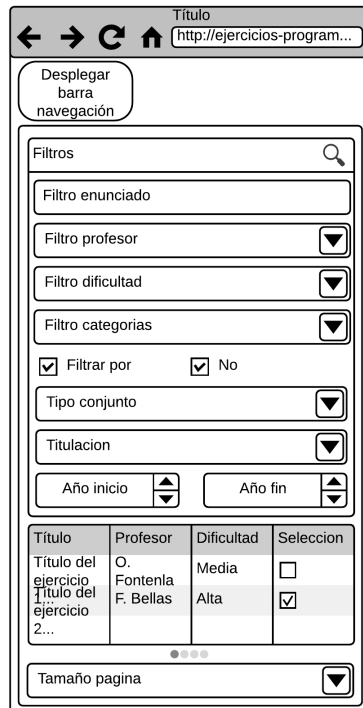 Título
http://ejercicios-program...
Desplegar
barra
navegación
Filtros
Filtro enunciado
Filtro profesor
Filtro dificultad
Filtro categorias
Filtrar por No
Tipo conjunto
Titulacion
Año inicio Año fin
Título Profesor Dificultad Seleccion
Título del
ejercicio
1...
O.
Fontenla
Media
Título del
ejercicio
2...
F. Bellas
Alta
Tamaño pagina